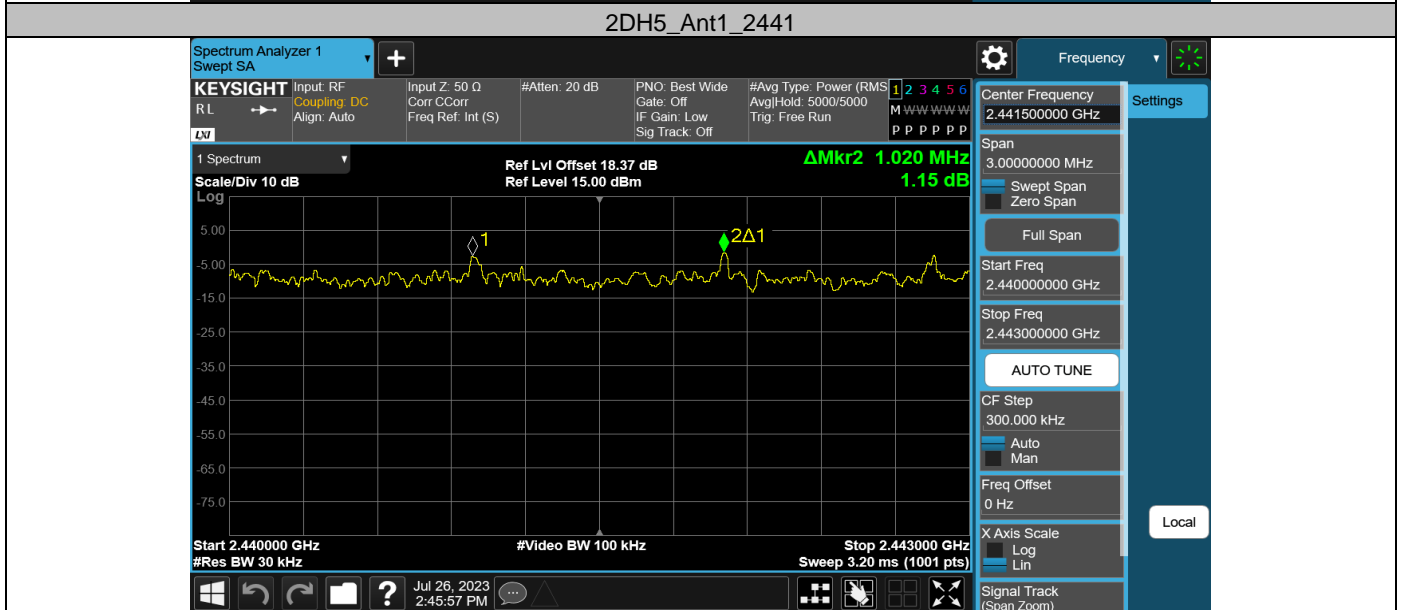 2DH5_Ant1_2441
Spectrum Analyzer 1
Swept SA
Frequency
KEYSIGHT
RL
LXI
Input: RF
Coupling: DC
Align: Auto
Input Z: 50 Ω
Corr CCorr
Freq Ref: Int (S)
#Atten: 20 dB
PNO: Best Wide
Gate: Off
IF Gain: Low
Sig Track: Off
#Avg Type: Power (RMS
Avg|Hold: 5000/5000
Trig: Free Run
1 2 3 4 5 6
M W W W W W
P P P P P P
1 Spectrum
Scale/Div 10 dB
Log
Ref Lvl Offset 18.37 dB
Ref Level 15.00 dBm
ΔMkr2 1.020 MHz
1.15 dB
5.00
-5.00
-15.0
-25.0
-35.0
-45.0
-55.0
-65.0
-75.0
1
2Δ1
Start 2.440000 GHz
#Res BW 30 kHz
#Video BW 100 kHz
Stop 2.443000 GHz
Sweep 3.20 ms (1001 pts)
Center Frequency
2.441500000 GHz
Span
3.00000000 MHz
Swept Span
Zero Span
Full Span
Start Freq
2.440000000 GHz
Stop Freq
2.443000000 GHz
AUTO TUNE
CF Step
300.000 kHz
Auto
Man
Freq Offset
0 Hz
X Axis Scale
Log
Lin
Signal Track
(Span Zoom)
Settings
Local
?
Jul 26, 2023
2:45:57 PM